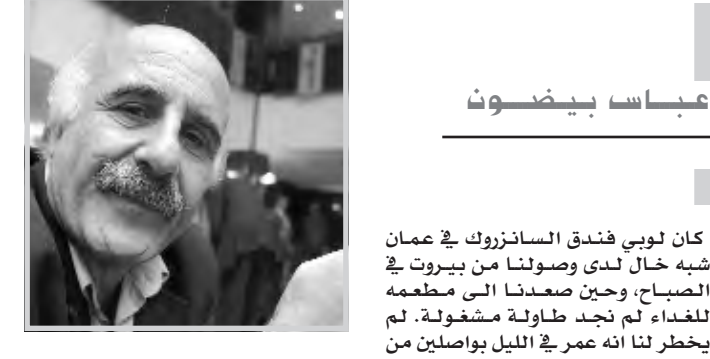 عباس بيضون
كان لوبي فندق السانزروك في عمان
شبه خال لدى وصولنا من بيروت في
الصباح، وحين صعدنا الى مطعمه
للغداء لم نجد طاولة مشغولة. لم
يخطر لنا انه عمر في الليل بواصلين من